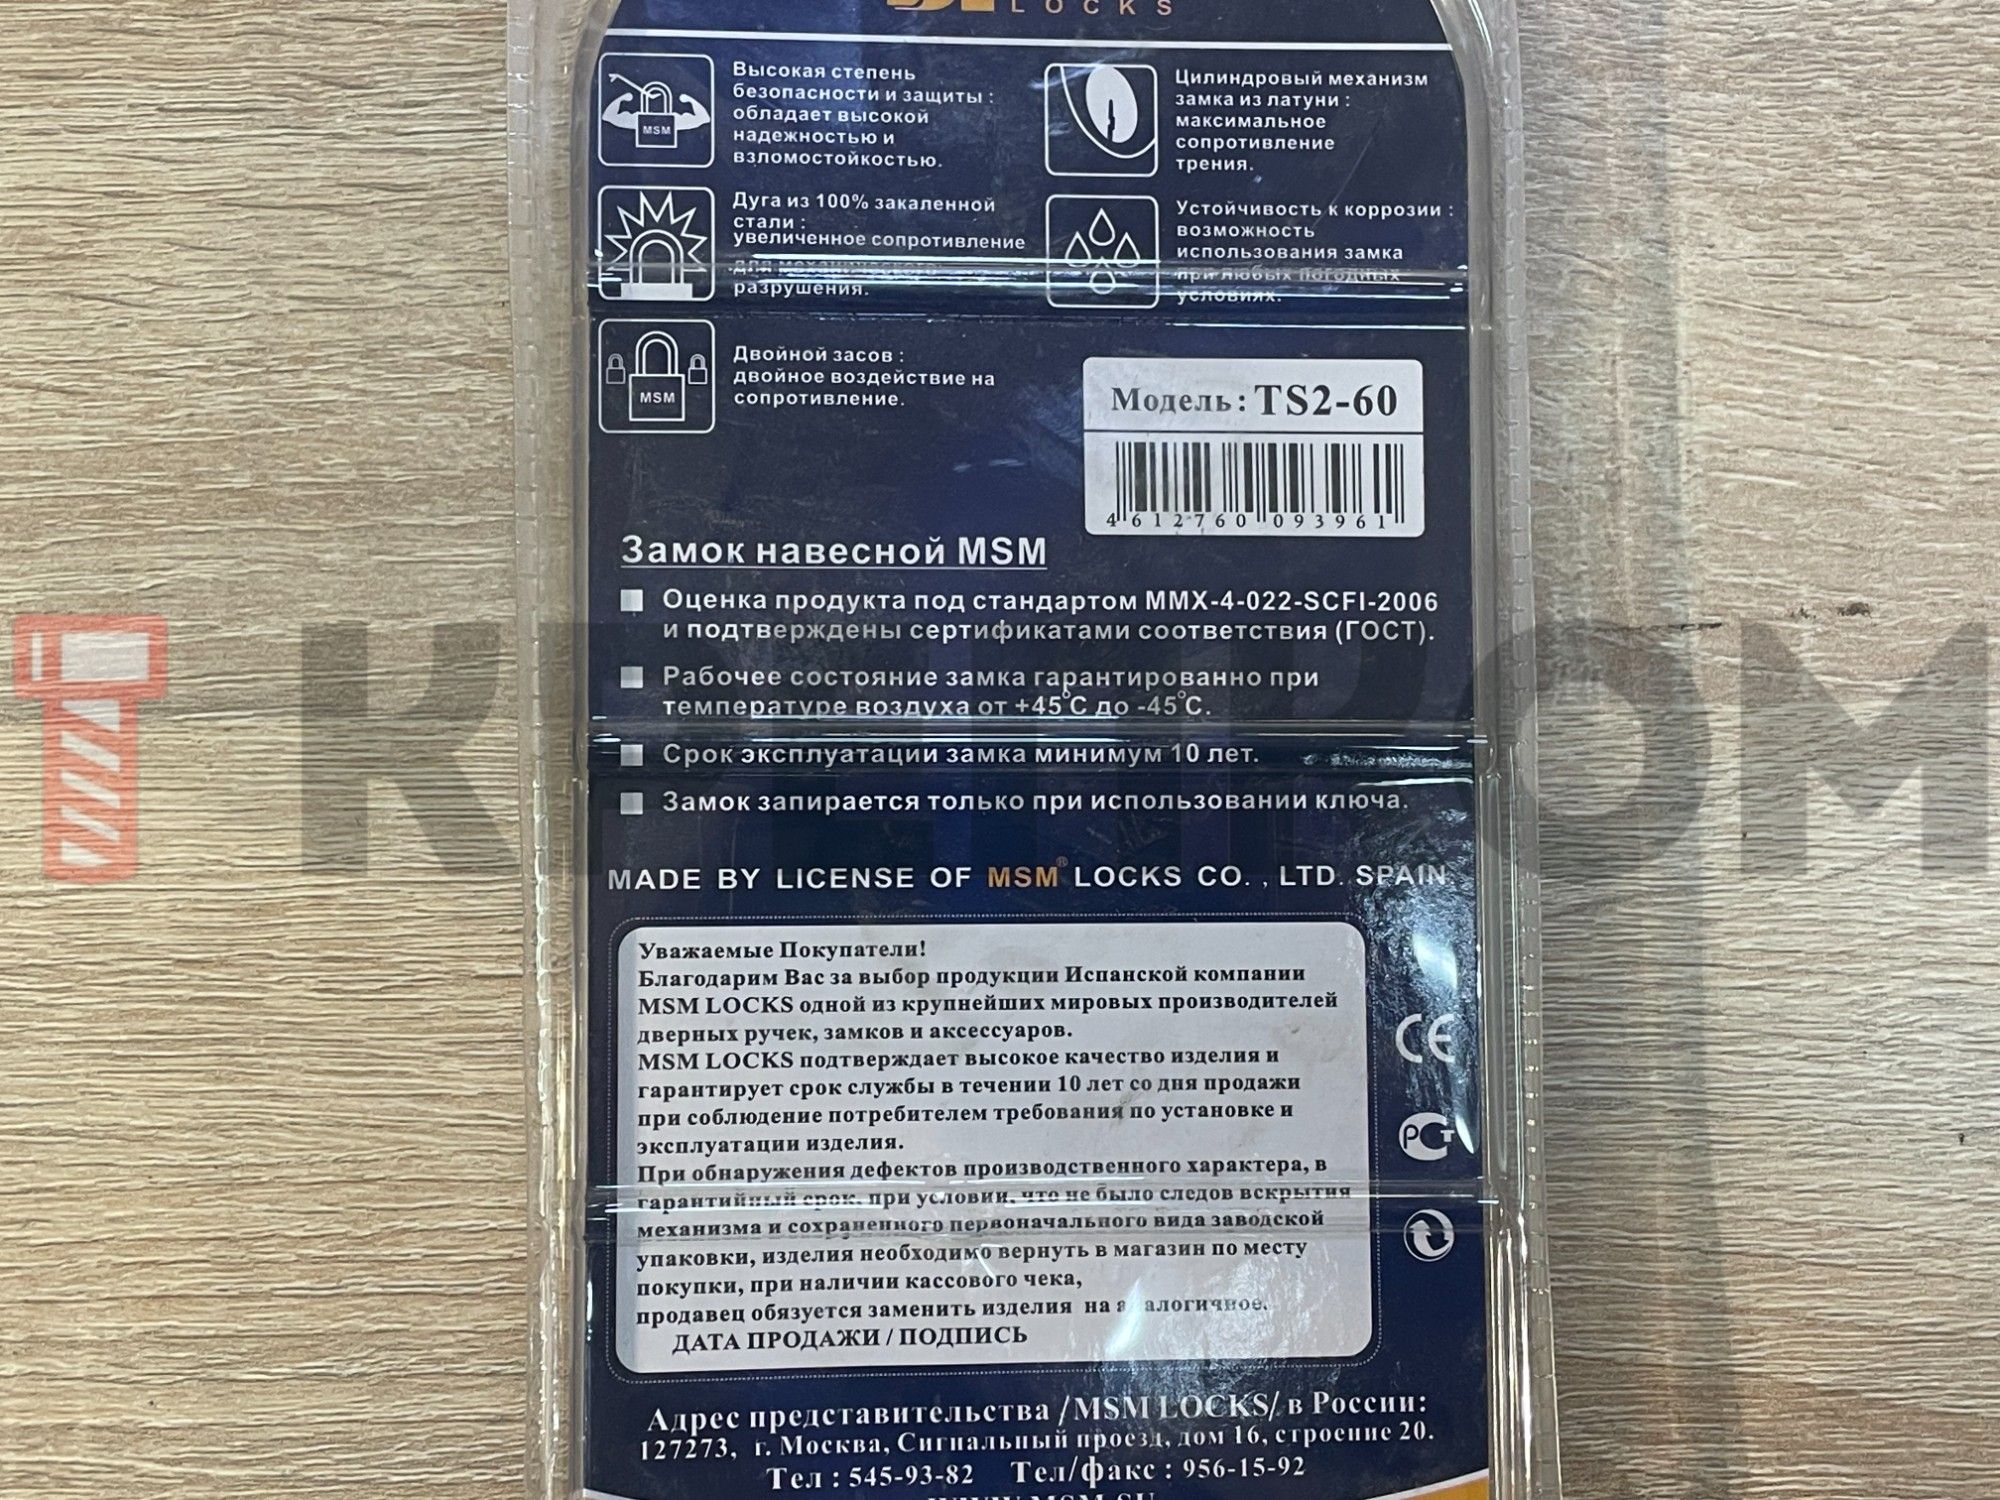 LOCKS
Высокая степень
безопасности и защиты :
обладает высокой
надежностью и
взломостойкостью.
MSM
Цилиндровый механизм
замка из латуни :
максимальное
сопротивление
трения.
Дуга из 100% закаленной
стали :
увеличенное сопротивление
для механического
разрушения.
Устойчивость к коррозии :
возможность
использования замка
при любых погодных
условиях.
Двойной засов :
двойное воздействие на
сопротивление.
MSM
Модель: TS2-60
4 612760 093961
Замок навесной MSM
Оценка продукта под стандартом MMX-4-022-SCFI-2006
и подтверждены сертификатами соответствия (ГОСТ).
Рабочее состояние замка гарантированно при
температуре воздуха от +45°С до -45°С.
Срок эксплуатации замка минимум 10 лет.
Замок запирается только при использовании ключа.
MADE BY LICENSE OF MSM® LOCKS CO. , LTD. SPAIN
Уважаемые Покупатели!
Благодарим Вас за выбор продукции Испанской компании
MSM LOCKS одной из крупнейших мировых производителей
дверных ручек, замков и аксессуаров.
MSM LOCKS подтверждает высокое качество изделия и
гарантирует срок службы в течении 10 лет со дня продажи
при соблюдение потребителем требования по установке и
эксплуатации изделия.
При обнаружения дефектов производственного характера, в
гарантийный срок, при условии, что не было следов вскрытия
механизма и сохраненного первоначального вида заводской
упаковки, изделия необходимо вернуть в магазин по месту
покупки, при наличии кассового чека,
продавец обязуется заменить изделия на аналогичное.
ДАТА ПРОДАЖИ / ПОДПИСЬ
CE
РСТ
Адрес представительства /MSM LOCKS/ в России:
127273, г. Москва, Сигнальный проезд, дом 16, строение 20.
Тел : 545-93-82 Тел/факс : 956-15-92
WWW.MSM.SU